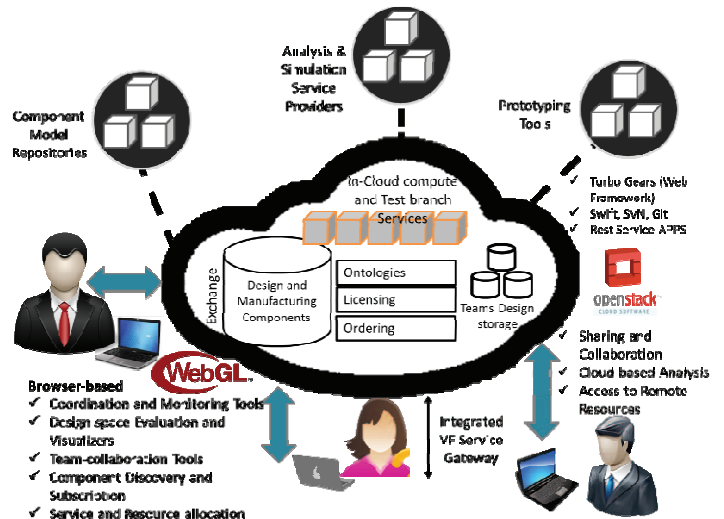 Analysis &
Simulation
Service
Providers
Component
Model
Repositories
Prototyping
Tools
✓ Turbo Gears (Web
Framework)
✓ Swift, SVN, Git
✓ Rest Service APPS
In-Cloud compute
and Test branch
Services
Exchange
Design and
Manufacturing
Components
Ontologies
Licensing
Ordering
Teams Design
storage
openstack™
CLOUD SOFTWARE
WebGL™
✓ Sharing and
Collaboration
✓ Cloud based Analysis
✓ Access to Remote
Resources
Browser-based
✓ Coordination and Monitoring Tools
✓ Design space Evaluation and
Visualizers
✓ Team-collaboration Tools
✓ Component Discovery and
Subscription
✓ Service and Resource allocation
Integrated
VF Service
Gateway